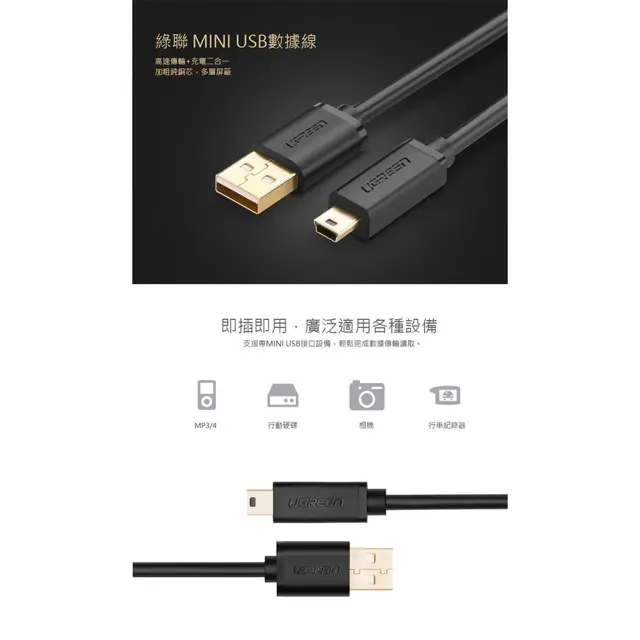 綠聯 MINI USB數據線
高速傳輸+充電二合一
加粗純銅芯，多層屏蔽
UGREEN
UGREEN
即插即用，廣泛適用各種設備
支援帶MINI USB接口設備，輕鬆完成數據傳輸讀取。
MP3/4
行動硬碟
相機
行車紀錄器
UGREEN
UGREEN